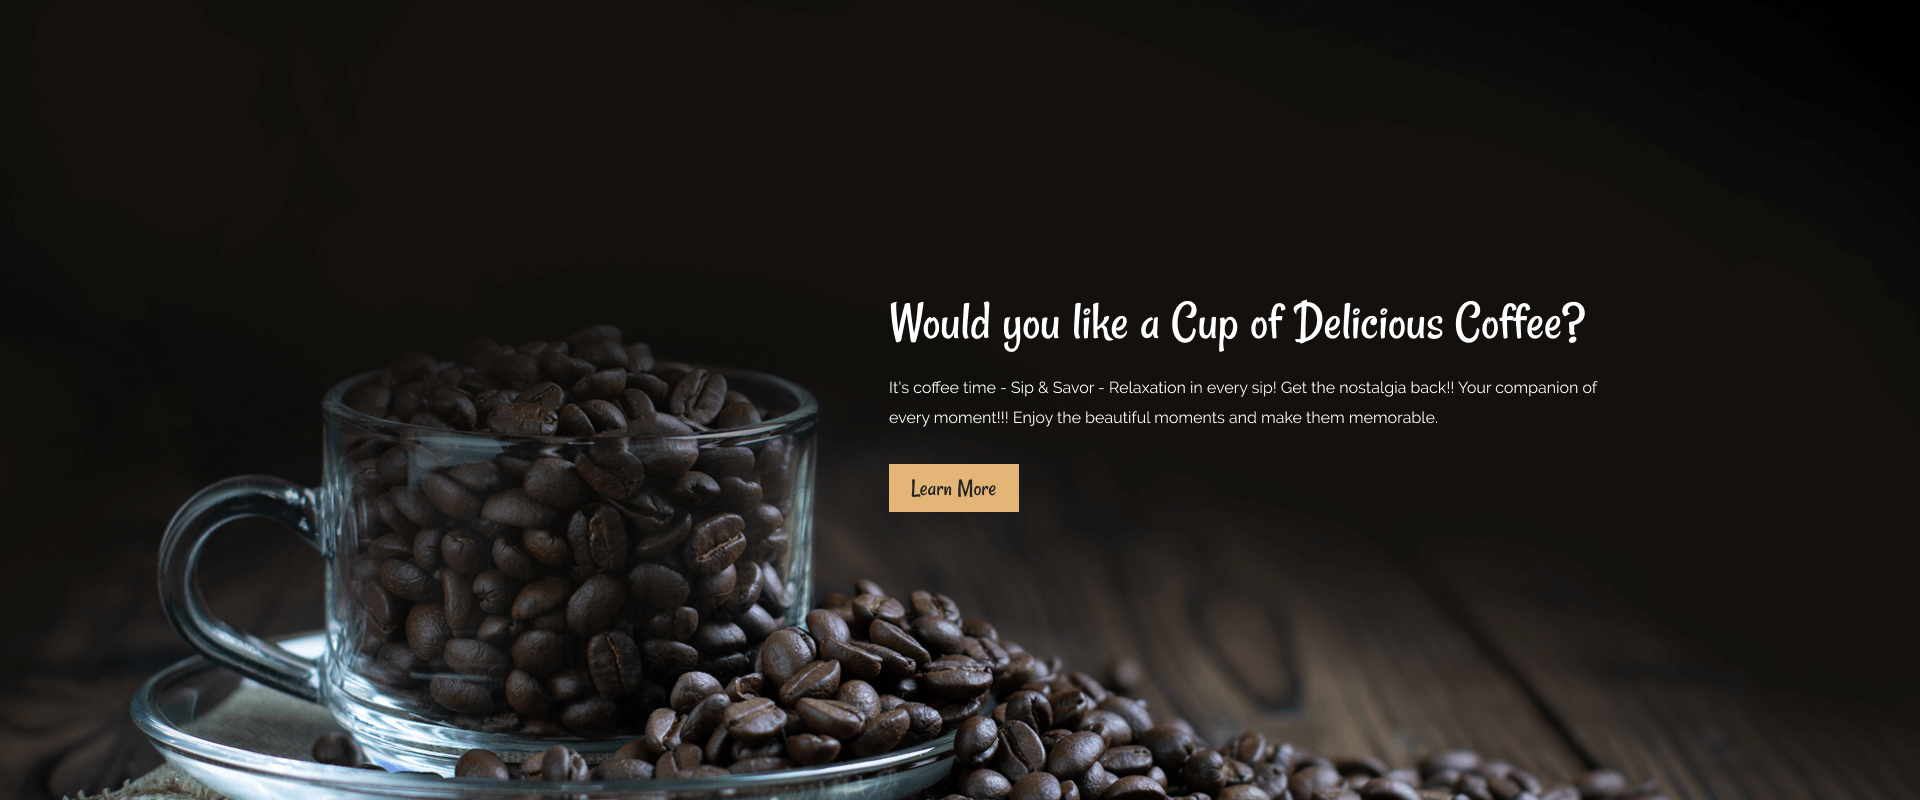 Would you like a Cup of Delicious Coffee?
It's coffee time - Sip & Savor - Relaxation in every sip! Get the nostalgia back!! Your companion of
every moment!!! Enjoy the beautiful moments and make them memorable.
Learn More